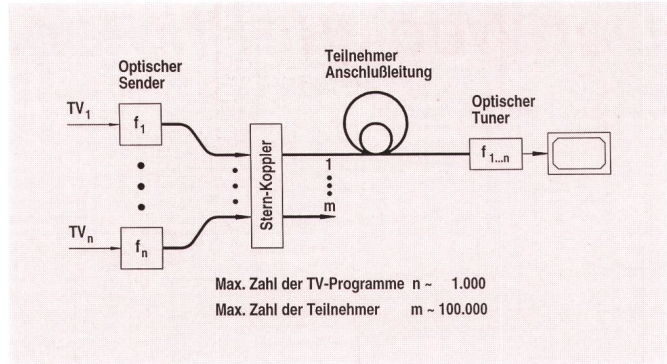 Optischer
Sender
TV1
f1
TVn
fn
Stern-Koppler
1
m
Teilnehmer
Anschlußleitung
Optischer
Tuner
f1...n
Max. Zahl der TV-Programme n ~ 1.000
Max. Zahl der Teilnehmer m ~ 100.000